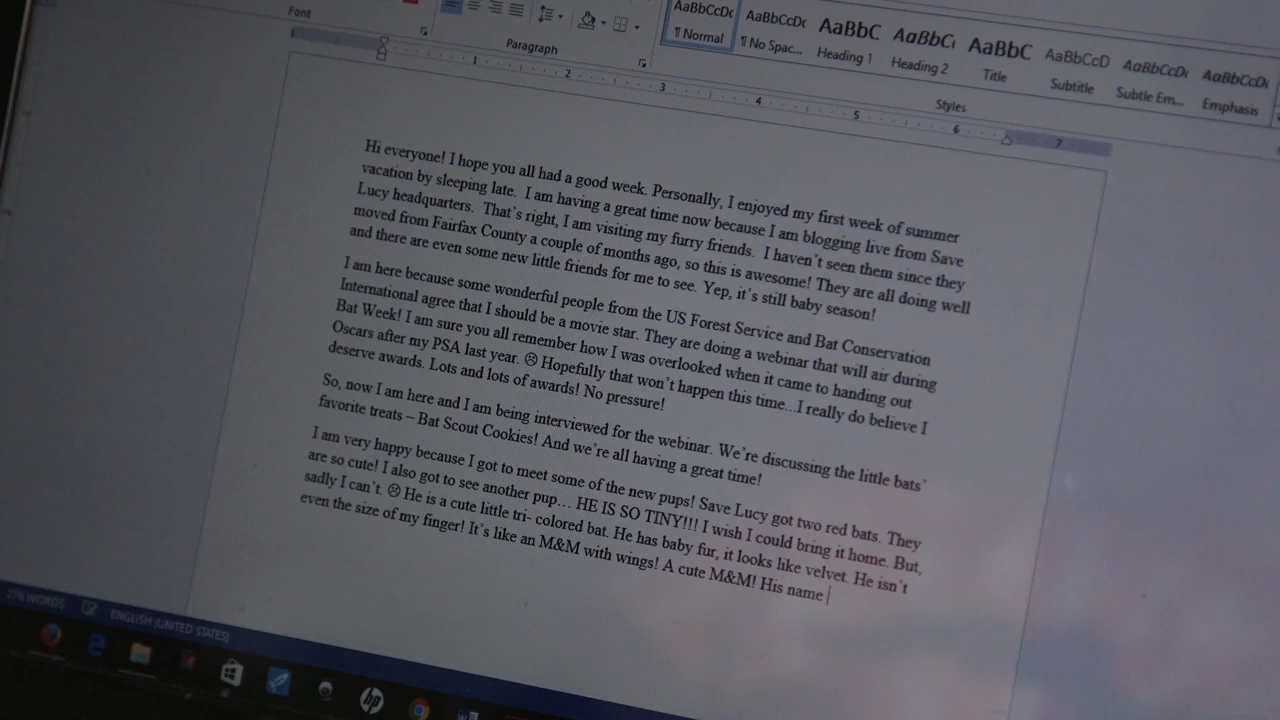 Font
Paragraph
Styles
AaBbCcDc
¶ Normal
AaBbCcDc
¶ No Spac...
AaBbC
Heading 1
AaBbCc
Heading 2
AaBbC
Title
AaBbCcD
Subtitle
AaBbCcDc
Subtle Em...
AaBbCcDc
Emphasis
1 2 3 4 5 6 7
Hi everyone! I hope you all had a good week. Personally, I enjoyed my first week of summer
vacation by sleeping late. I am having a great time now because I am blogging live from Save
Lucy headquarters. That's right, I am visiting my furry friends. I haven't seen them since they
moved from Fairfax County a couple of months ago, so this is awesome! They are all doing well
and there are even some new little friends for me to see. Yep, it's still baby season!
I am here because some wonderful people from the US Forest Service and Bat Conservation
International agree that I should be a movie star. They are doing a webinar that will air during
Bat Week! I am sure you all remember how I was overlooked when it came to handing out
Oscars after my PSA last year. ☹ Hopefully that won't happen this time...I really do believe I
deserve awards. Lots and lots of awards! No pressure!
So, now I am here and I am being interviewed for the webinar. We're discussing the little bats'
favorite treats – Bat Scout Cookies! And we're all having a great time!
I am very happy because I got to meet some of the new pups! Save Lucy got two red bats. They
are so cute! I also got to see another pup… HE IS SO TINY!!! I wish I could bring it home. But,
sadly I can't. ☹ He is a cute little tri- colored bat. He has baby fur, it looks like velvet. He isn't
even the size of my finger! It's like an M&M with wings! A cute M&M! His name
276 WORDS
ENGLISH (UNITED STATES)
hp